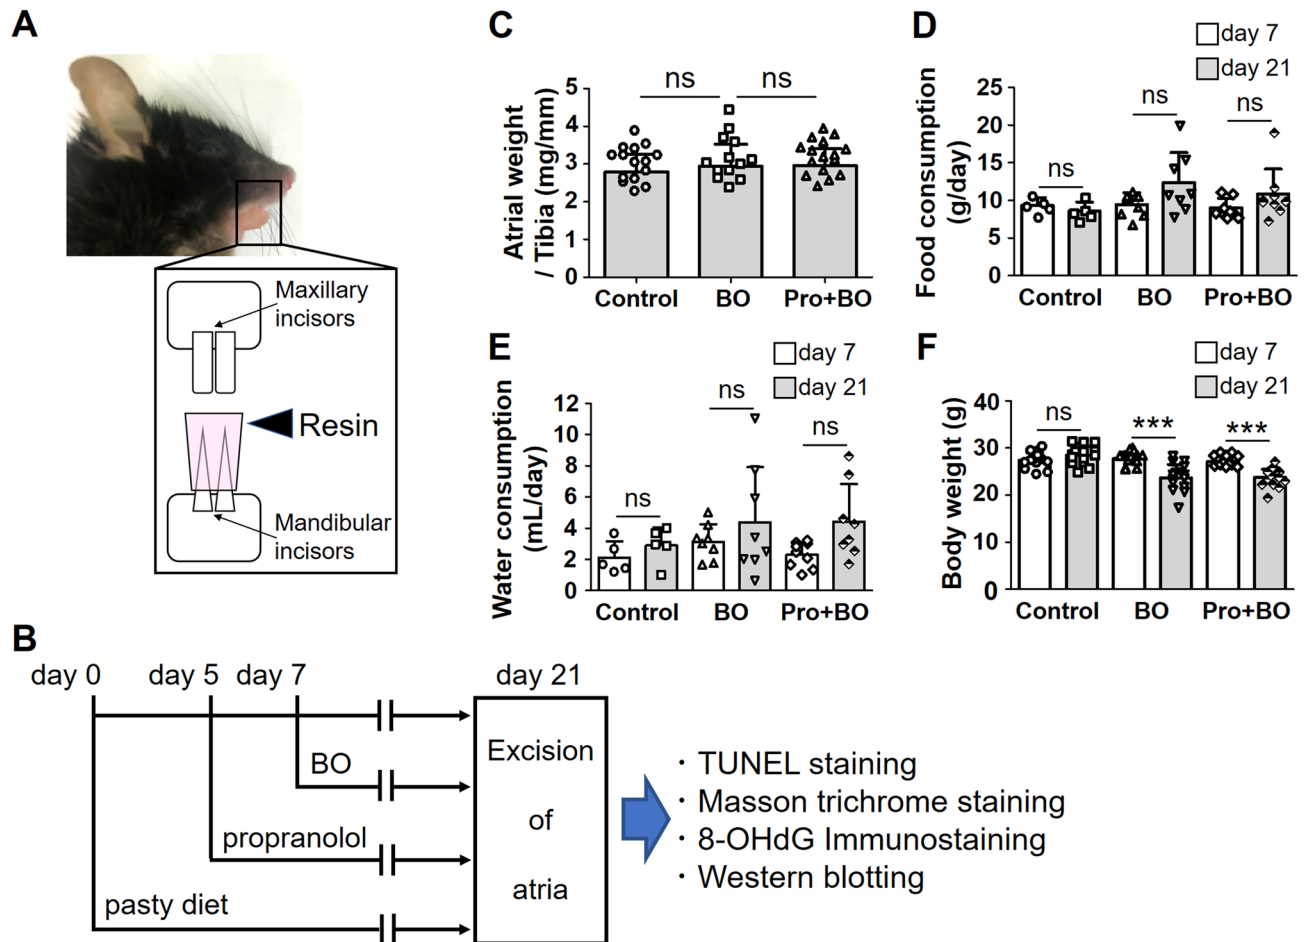 A
Maxillary
incisors
Resin
Mandibular
incisors
C
Atrial weight
/ Tibia (mg/mm)
5
4
3
2
1
0
ns
ns
Control
BO
Pro+BO
D
day 7
day 21
Food consumption
(g/day)
25
20
15
10
5
0
ns
ns
ns
Control
BO
Pro+BO
E
day 7
day 21
Water consumption
(mL/day)
12
10
8
6
4
2
0
ns
ns
ns
Control
BO
Pro+BO
F
day 7
day 21
Body weight (g)
40
30
20
10
0
ns
***
***
Control
BO
Pro+BO
B
day 0
day 5
day 7
day 21
BO
propranolol
pasty diet
Excision
of
atria
・TUNEL staining
・Masson trichrome staining
・8-OHdG Immunostaining
・Western blotting